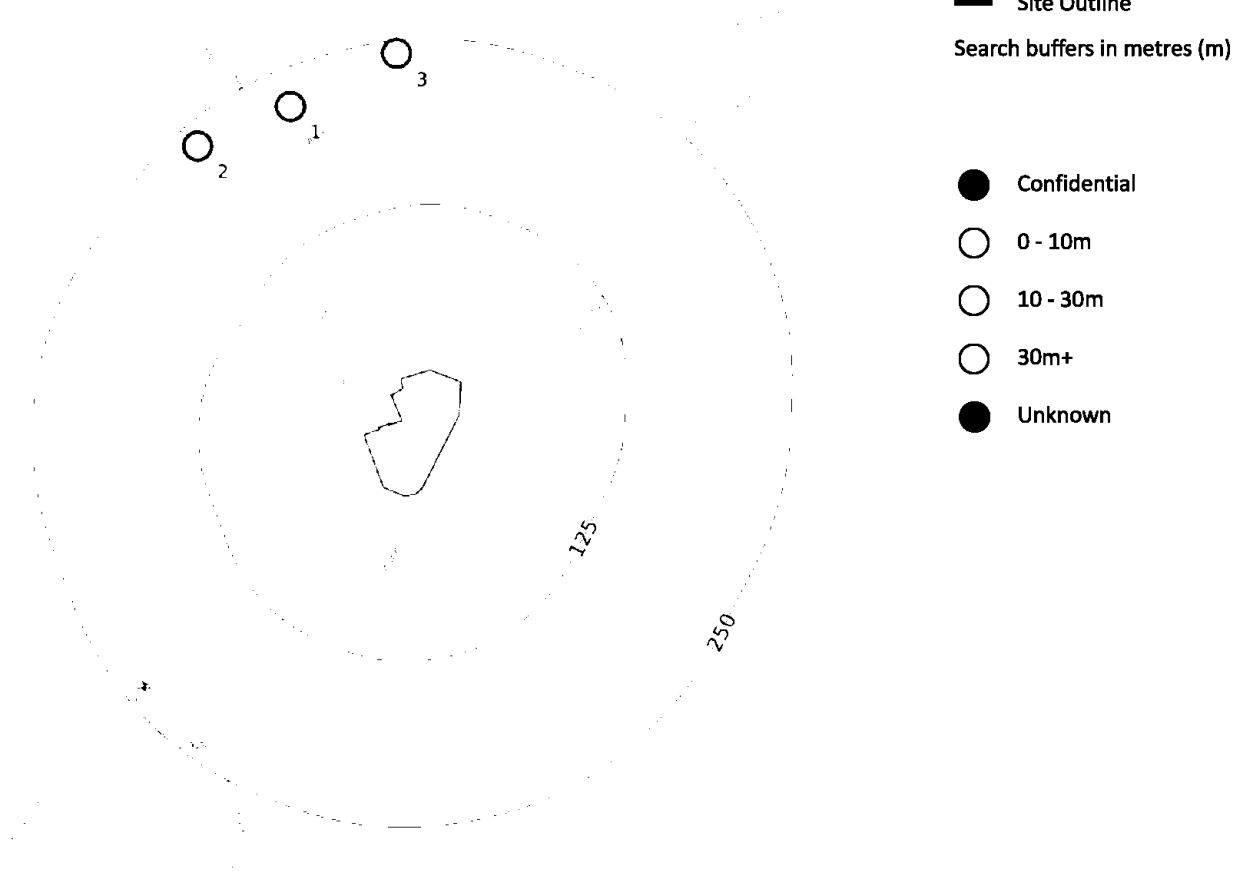 Site Outline
Search buffers in metres (m)
3
1
2
Confidential
0 - 10m
10 - 30m
30m+
Unknown
125
250